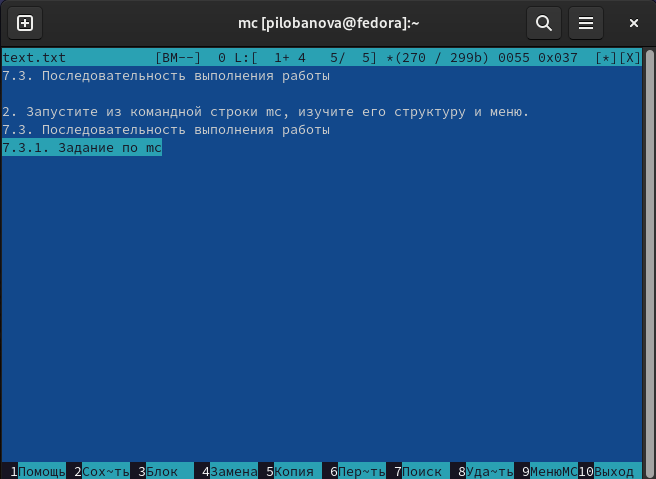 mc [pilobanova@fedora]:~
text.txt [BM--] 0 L:[ 1+ 4 5/ 5] *(270 / 299b) 0055 0x037 [*][X]
7.3. Последовательность выполнения работы
2. Запустите из командной строки mc, изучите его структуру и меню.
7.3. Последовательность выполнения работы
7.3.1. Задание по mc
1Помощь 2Сох~ть 3Блок 4Замена 5Копия 6Пер~ть 7Поиск 8Уда~ть 9МенюMC 10Выход